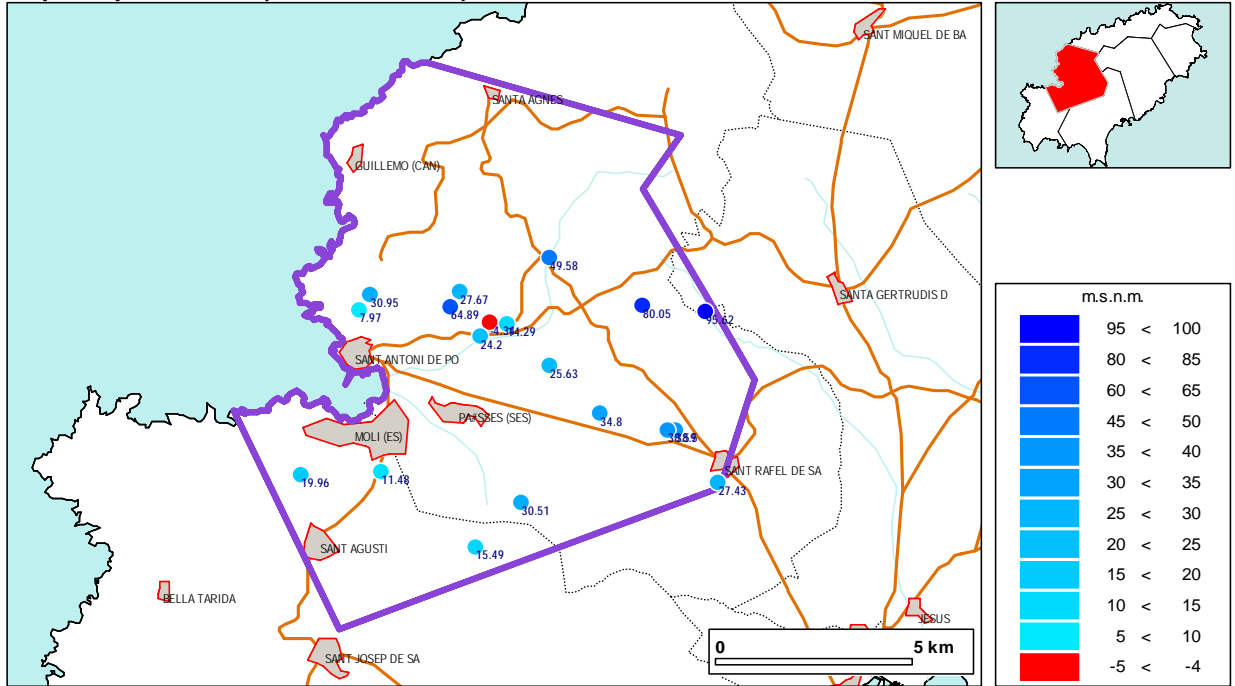 SANT MIQUEL DE BA
SANTA AGNES
GUILLEMO (CAN)
49.58
SANTA GERTRUDIS D
30.95
27.67
7.97
64.89
80.05
95.62
14.29
24.2
SANT ANTONI DE PO
25.63
34.8
MOLI (ES)
SANT RAFEL DE SA
19.96
11.48
27.43
30.51
15.49
SANT AGUSTI
BELLA TARIDA
JESUS
SANT JOSEP DE SA
0 5 km
m.s.n.m.
95 < 100
80 < 85
60 < 65
45 < 50
35 < 40
30 < 35
25 < 30
20 < 25
15 < 20
10 < 15
5 < 10
-5 < -4